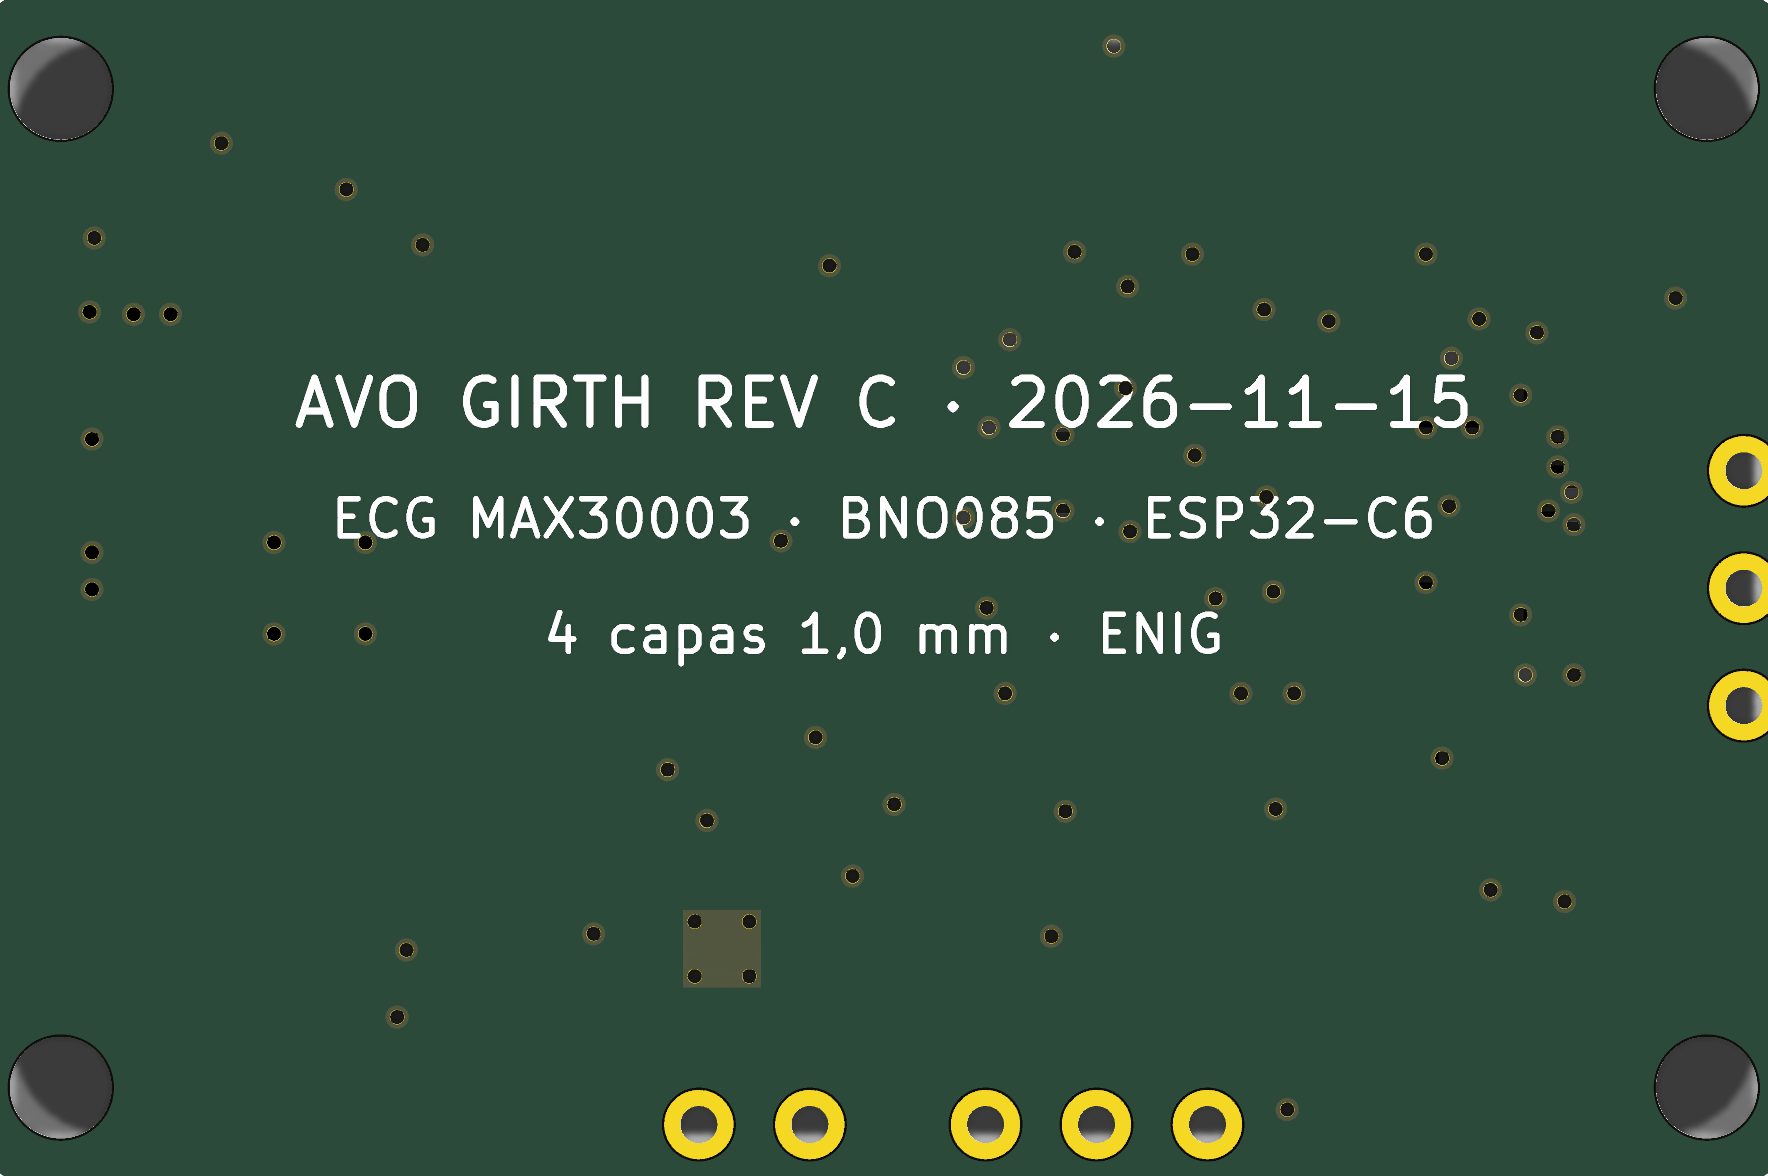 AVO GIRTH REV C · 2026-11-15
ECG MAX30003 · BNO085 · ESP32-C6
4 capas 1,0 mm · ENIG